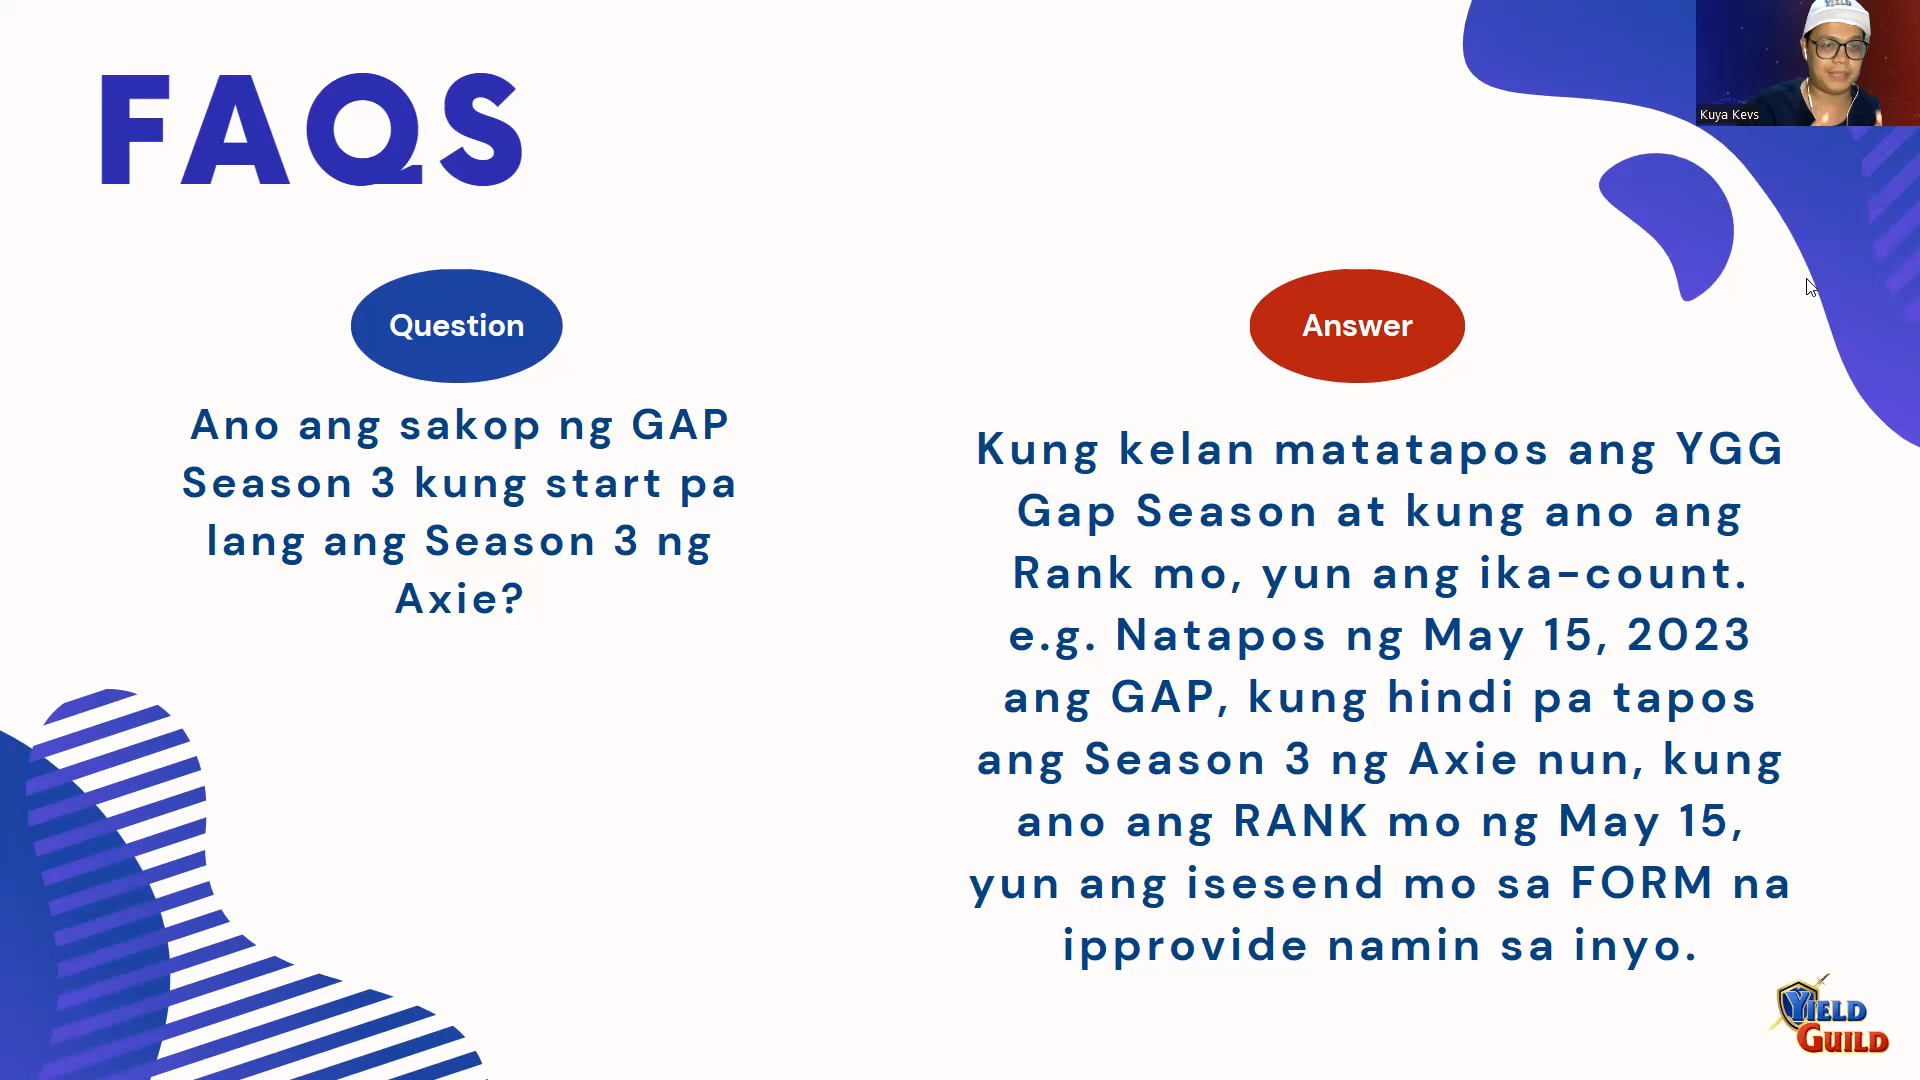 FAQS
YIELD
Kuya Kevs
Question
Ano ang sakop ng GAP
Season 3 kung start pa
lang ang Season 3 ng
Axie?
Answer
Kung kelan matatapos ang YGG
Gap Season at kung ano ang
Rank mo, yun ang ika-count.
e.g. Natapos ng May 15, 2023
ang GAP, kung hindi pa tapos
ang Season 3 ng Axie nun, kung
ano ang RANK mo ng May 15,
yun ang isesend mo sa FORM na
ipprovide namin sa inyo.
YIELD
GUILD